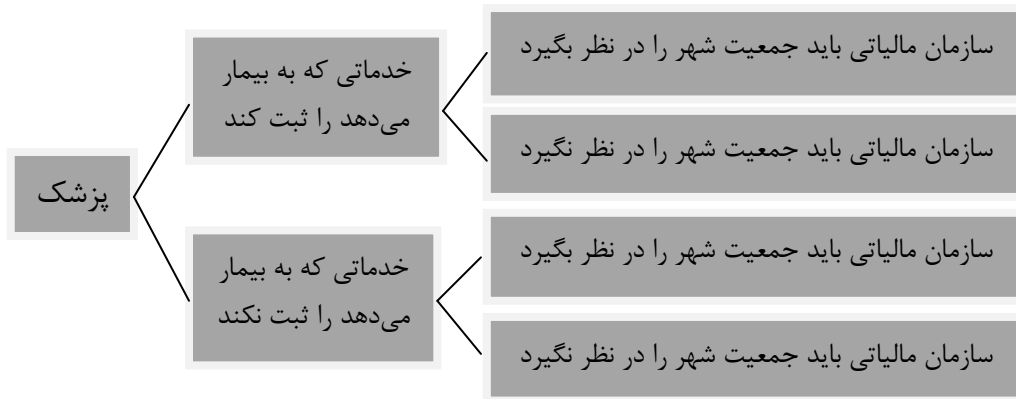 پزشک
خدماتی که به بیمار
می‌دهد را ثبت کند
سازمان مالیاتی باید جمعیت شهر را در نظر بگیرد
سازمان مالیاتی باید جمعیت شهر را در نظر نگیرد
خدماتی که به بیمار
می‌دهد را ثبت نکند
سازمان مالیاتی باید جمعیت شهر را در نظر بگیرد
سازمان مالیاتی باید جمعیت شهر را در نظر نگیرد